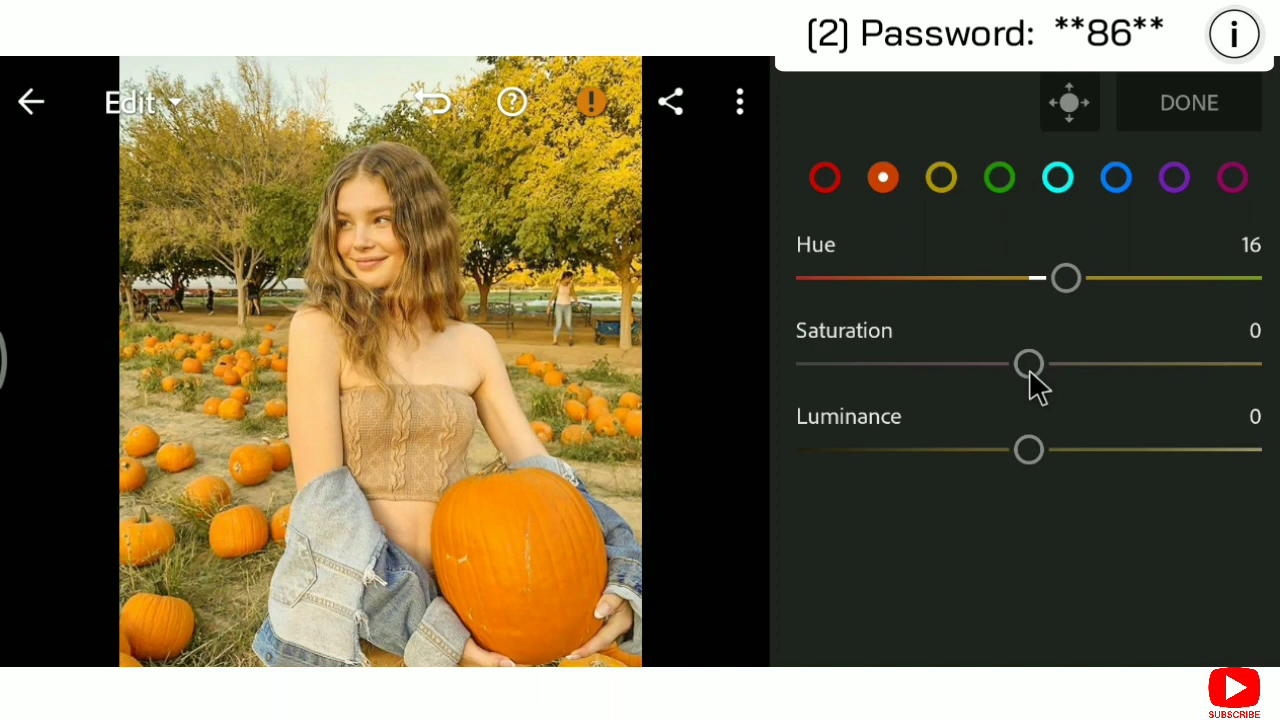 (2) Password: **86**
i
Edit
DONE
Hue 16
Saturation 0
Luminance 0
SUBSCRIBE